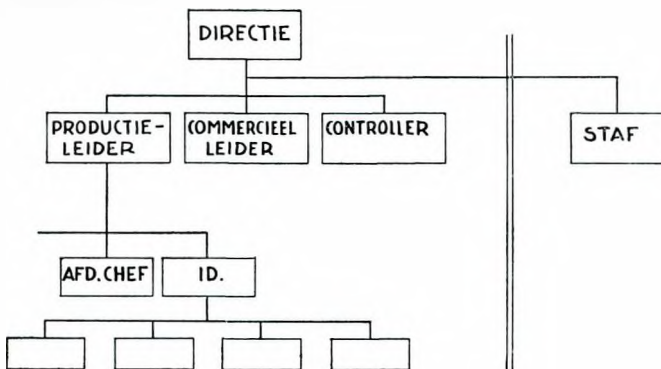 DIRECTIE
PRODUCTIE-
LEIDER
COMMERCIEEL
LEIDER
CONTROLLER
STAF
AFD. CHEF
ID.